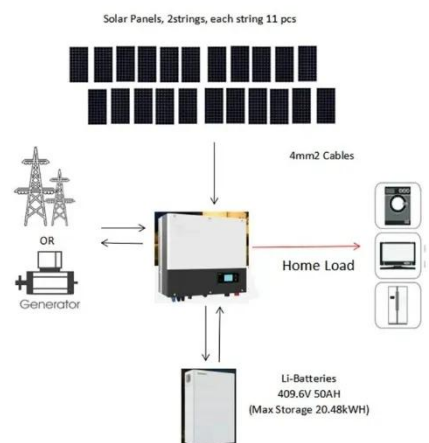 Solar Panels, 2strings, each string 11 pcs
4mm2 Cables
OR
Generator
Home Load
Li-Batteries
409.6V 50AH
(Max Storage 20.48kWH)